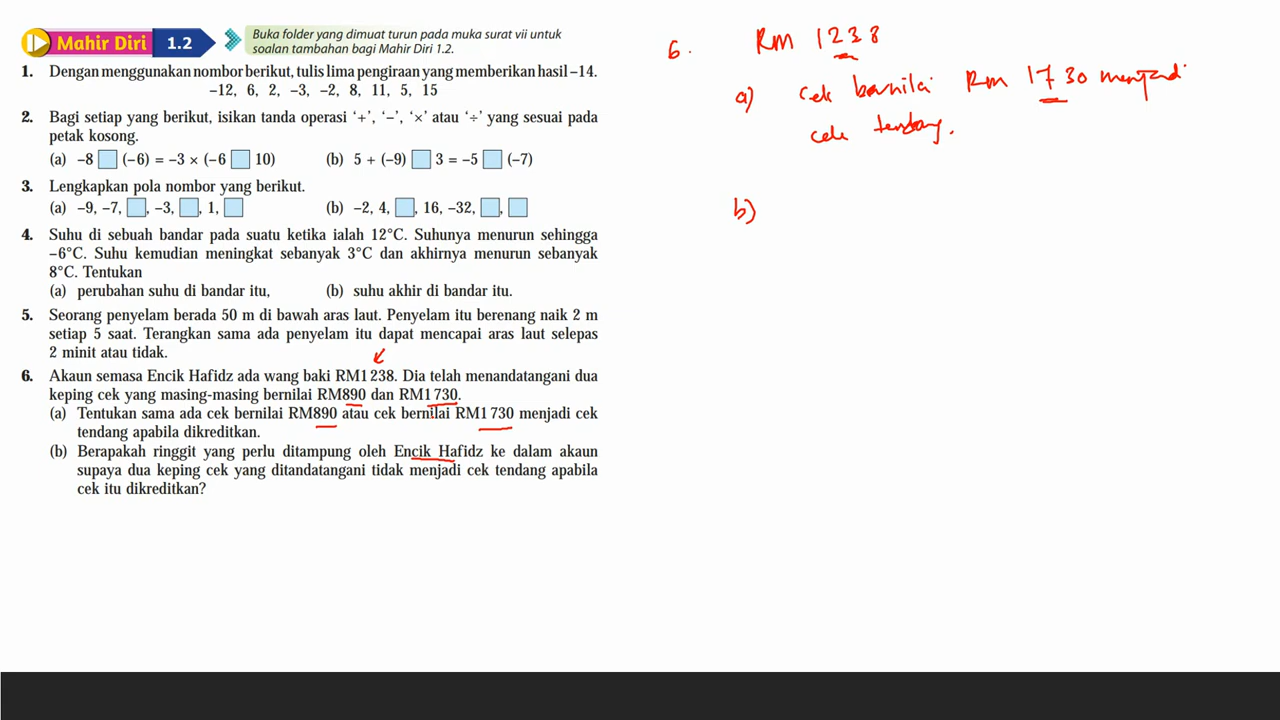 Mahir Diri 1.2
Buka folder yang dimuat turun pada muka surat vii untuk
soalan tambahan bagi Mahir Diri 1.2.
1. Dengan menggunakan nombor berikut, tulis lima pengiraan yang memberikan hasil –14.
–12, 6, 2, –3, –2, 8, 11, 5, 15
2. Bagi setiap yang berikut, isikan tanda operasi ‘+’, ‘–’, ‘×’ atau ‘÷’ yang sesuai pada
petak kosong.
(a) –8 □ (–6) = –3 × (–6 □ 10) (b) 5 + (–9) □ 3 = –5 □ (–7)
3. Lengkapkan pola nombor yang berikut.
(a) –9, –7, □, –3, □, 1, □ (b) –2, 4, □, 16, –32, □, □
4. Suhu di sebuah bandar pada suatu ketika ialah 12°C. Suhunya menurun sehingga
–6°C. Suhu kemudian meningkat sebanyak 3°C dan akhirnya menurun sebanyak
8°C. Tentukan
(a) perubahan suhu di bandar itu, (b) suhu akhir di bandar itu.
5. Seorang penyelam berada 50 m di bawah aras laut. Penyelam itu berenang naik 2 m
setiap 5 saat. Terangkan sama ada penyelam itu dapat mencapai aras laut selepas
2 minit atau tidak.
6. Akaun semasa Encik Hafidz ada wang baki RM1 238. Dia telah menandatangani dua
keping cek yang masing-masing bernilai RM890 dan RM1 730.
(a) Tentukan sama ada cek bernilai RM890 atau cek bernilai RM1 730 menjadi cek
tendang apabila dikreditkan.
(b) Berapakah ringgit yang perlu ditampung oleh Encik Hafidz ke dalam akaun
supaya dua keping cek yang ditandatangani tidak menjadi cek tendang apabila
cek itu dikreditkan?
6. RM 1238
a) cek bernilai RM 1730 menjadi
cek tendang.
b)